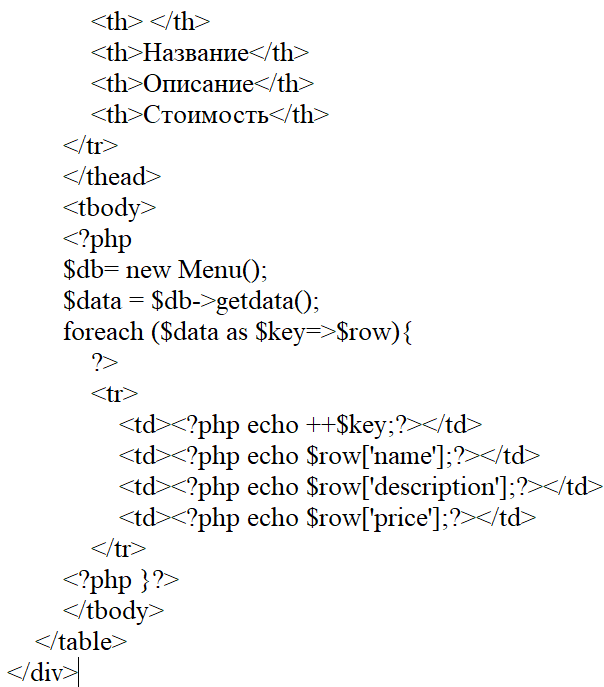 <th> </th>
<th>Название</th>
<th>Описание</th>
<th>Стоимость</th>
</tr>
</thead>
<tbody>
<?php
$db= new Menu();
$data = $db->getdata();
foreach ($data as $key=>$row){
?>
<tr>
<td><?php echo ++$key;?></td>
<td><?php echo $row['name'];?></td>
<td><?php echo $row['description'];?></td>
<td><?php echo $row['price'];?></td>
</tr>
<?php }?>
</tbody>
</table>
</div>